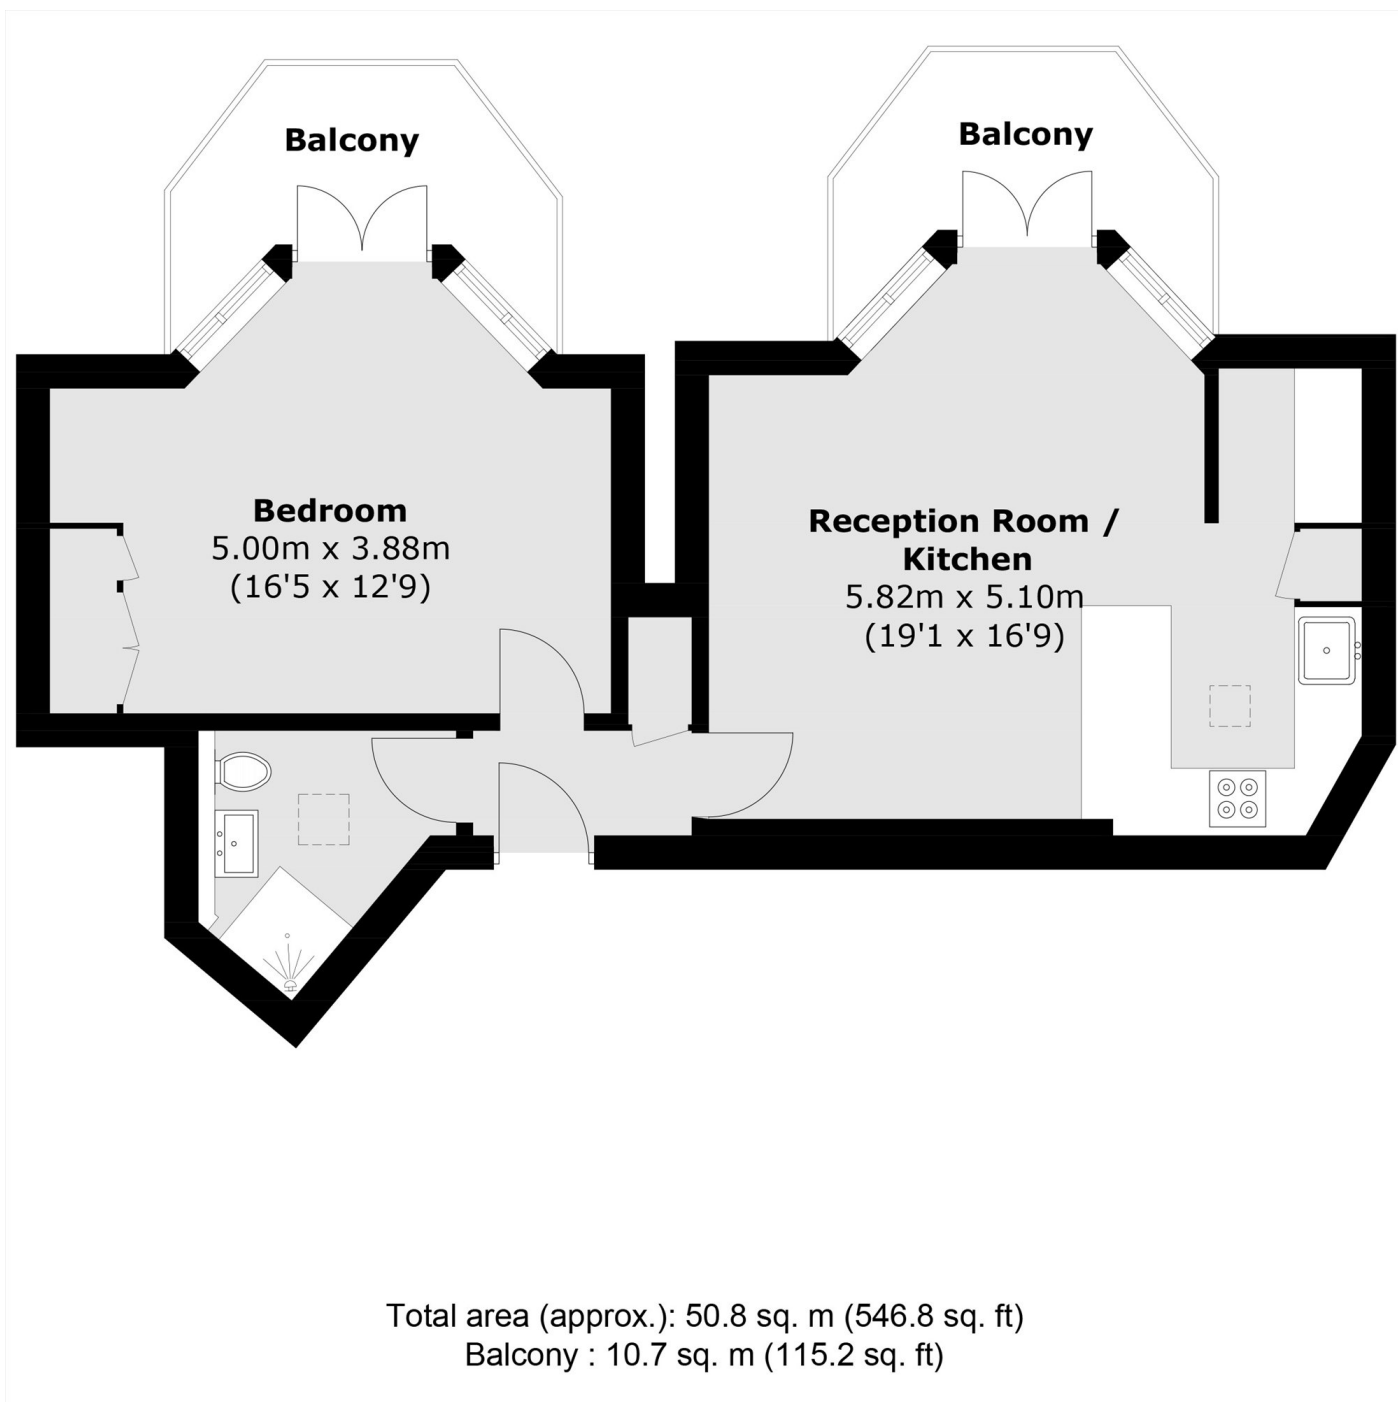 Balcony
Balcony
Bedroom
5.00m x 3.88m
(16'5 x 12'9)
Reception Room /
Kitchen
5.82m x 5.10m
(19'1 x 16'9)
Total area (approx.): 50.8 sq. m (546.8 sq. ft)
Balcony : 10.7 sq. m (115.2 sq. ft)